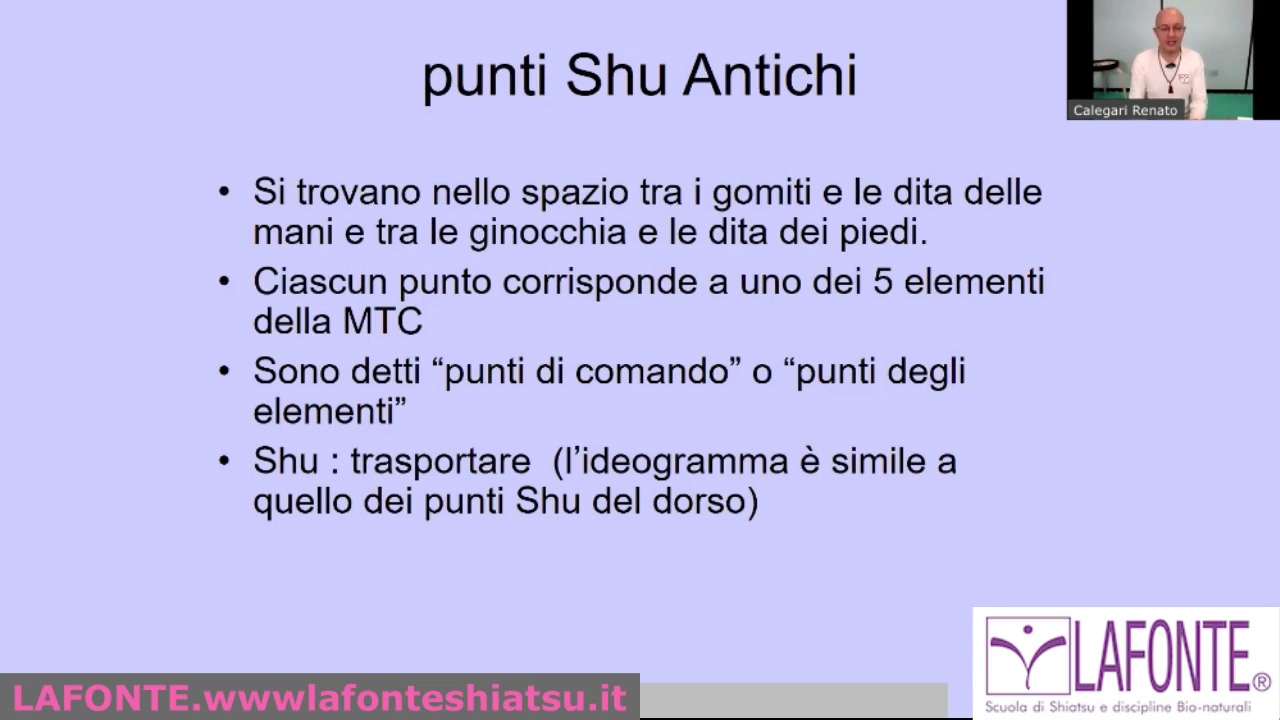 punti Shu Antichi
Calegari Renato
• Si trovano nello spazio tra i gomiti e le dita delle
mani e tra le ginocchia e le dita dei piedi.
• Ciascun punto corrisponde a uno dei 5 elementi
della MTC
• Sono detti “punti di comando” o “punti degli
elementi”
• Shu : trasportare (l’ideogramma è simile a
quello dei punti Shu del dorso)
LAFONTE®
Scuola di Shiatsu e discipline Bio-naturali
LAFONTE.wwwlafonteshiatsu.it